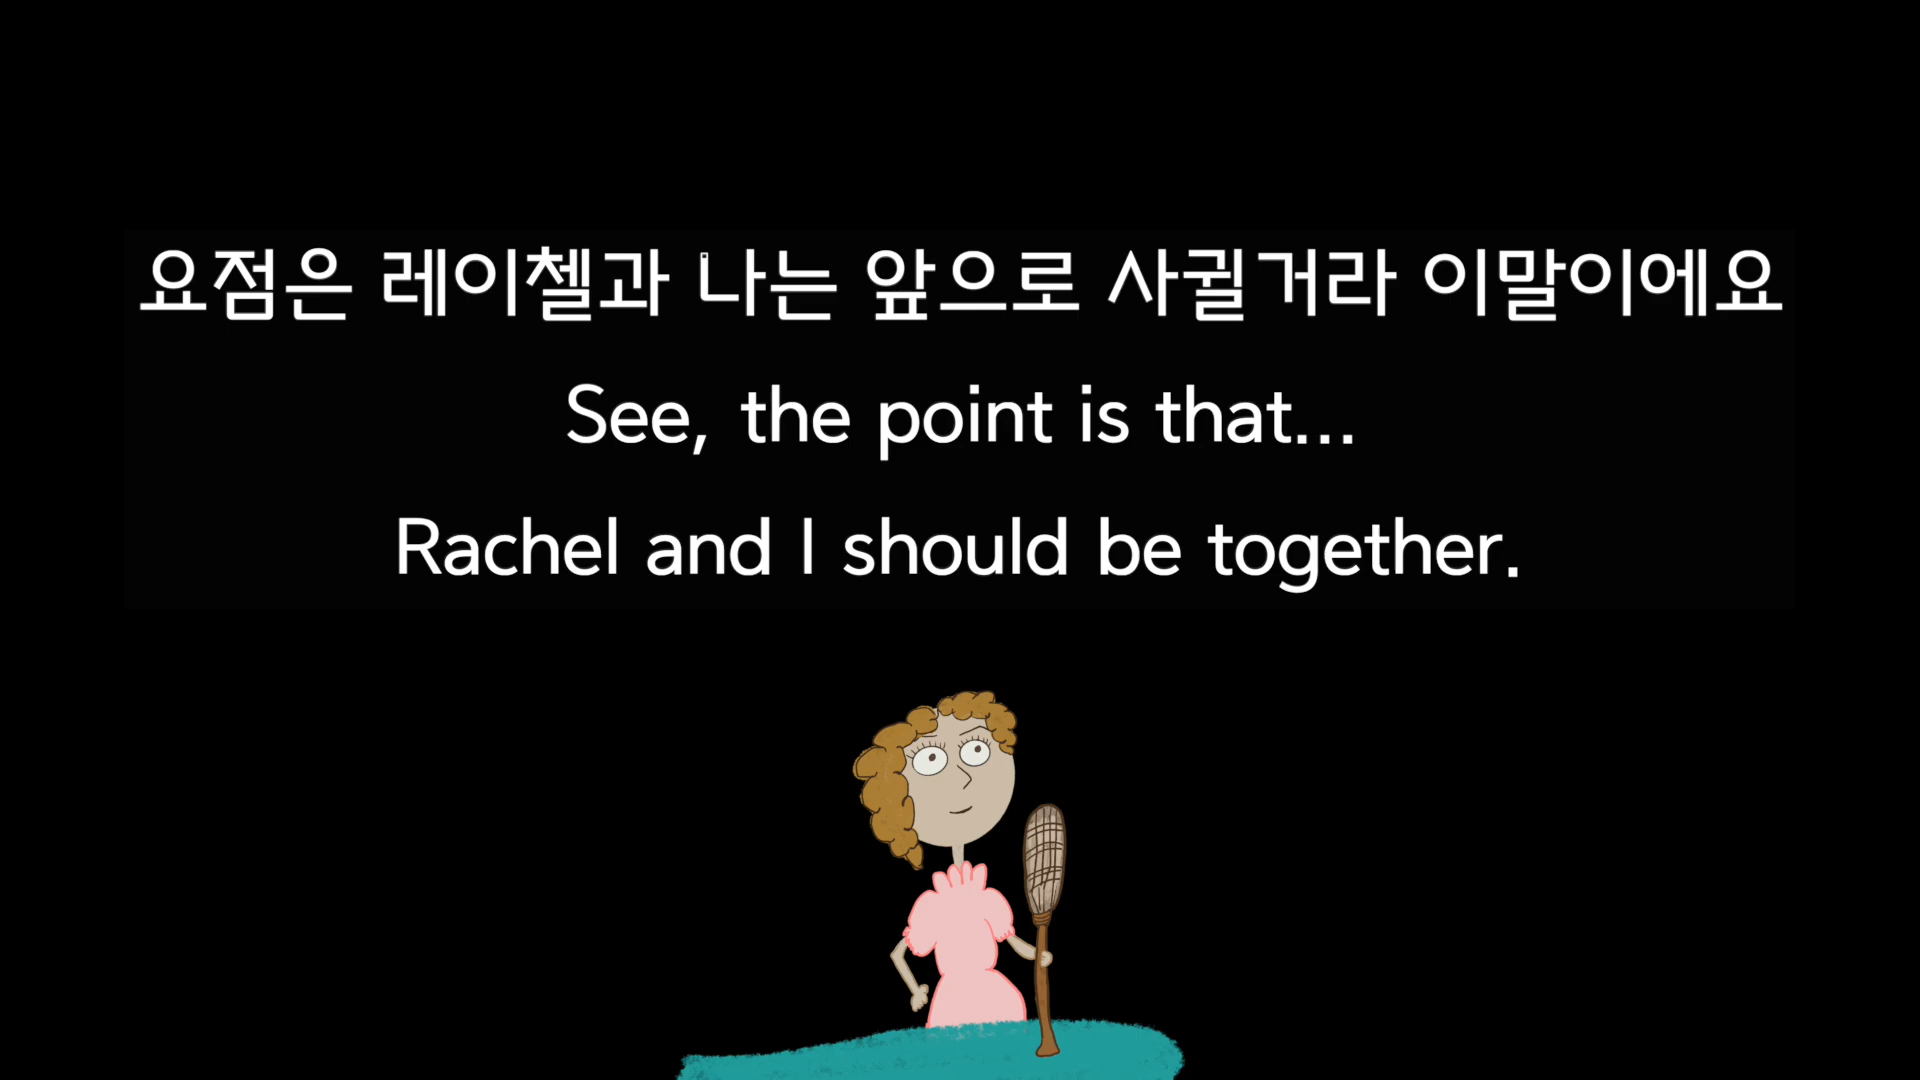 요점은 레이첼과 나는 앞으로 사귈거라 이말이에요
See, the point is that...
Rachel and I should be together.